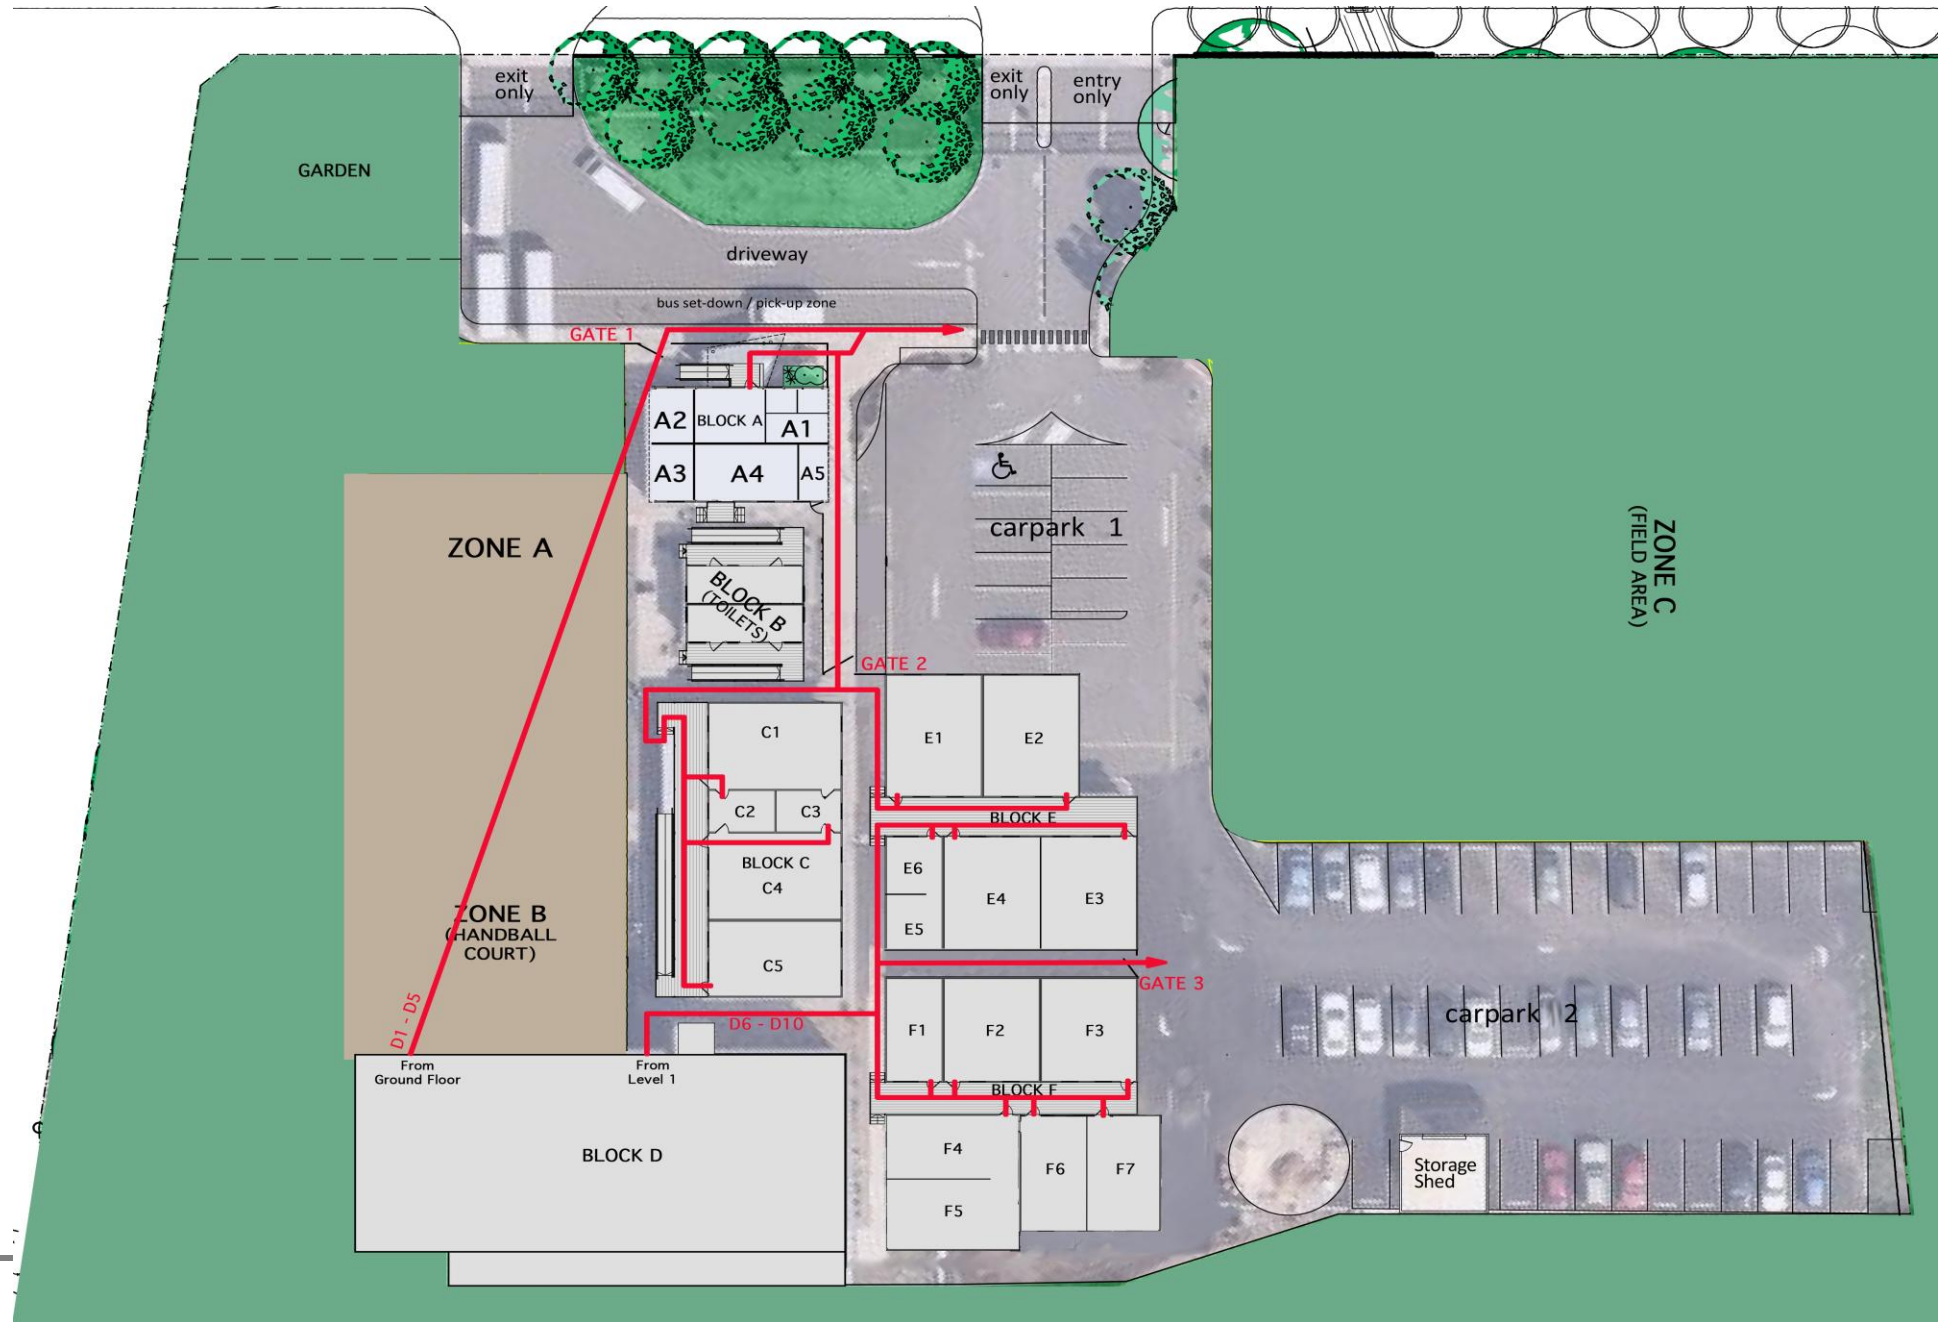 exit
only
exit
only
entry
only
GARDEN
driveway
bus set-down / pick-up zone
GATE 1
A2
BLOCK A
A1
A3
A4
A5
carpark 1
ZONE A
ZONE C
(FIELD AREA)
BLOCK B
(TOILETS)
GATE 2
C1
E1
E2
C2
C3
BLOCK E
BLOCK C
C4
E6
E5
E4
E3
ZONE B
(HANDBALL
COURT)
C5
GATE 3
D1 - D5
D6 - D10
F1
F2
F3
carpark 2
From
Ground Floor
From
Level 1
BLOCK F
BLOCK D
F4
F5
F6
F7
Storage
Shed